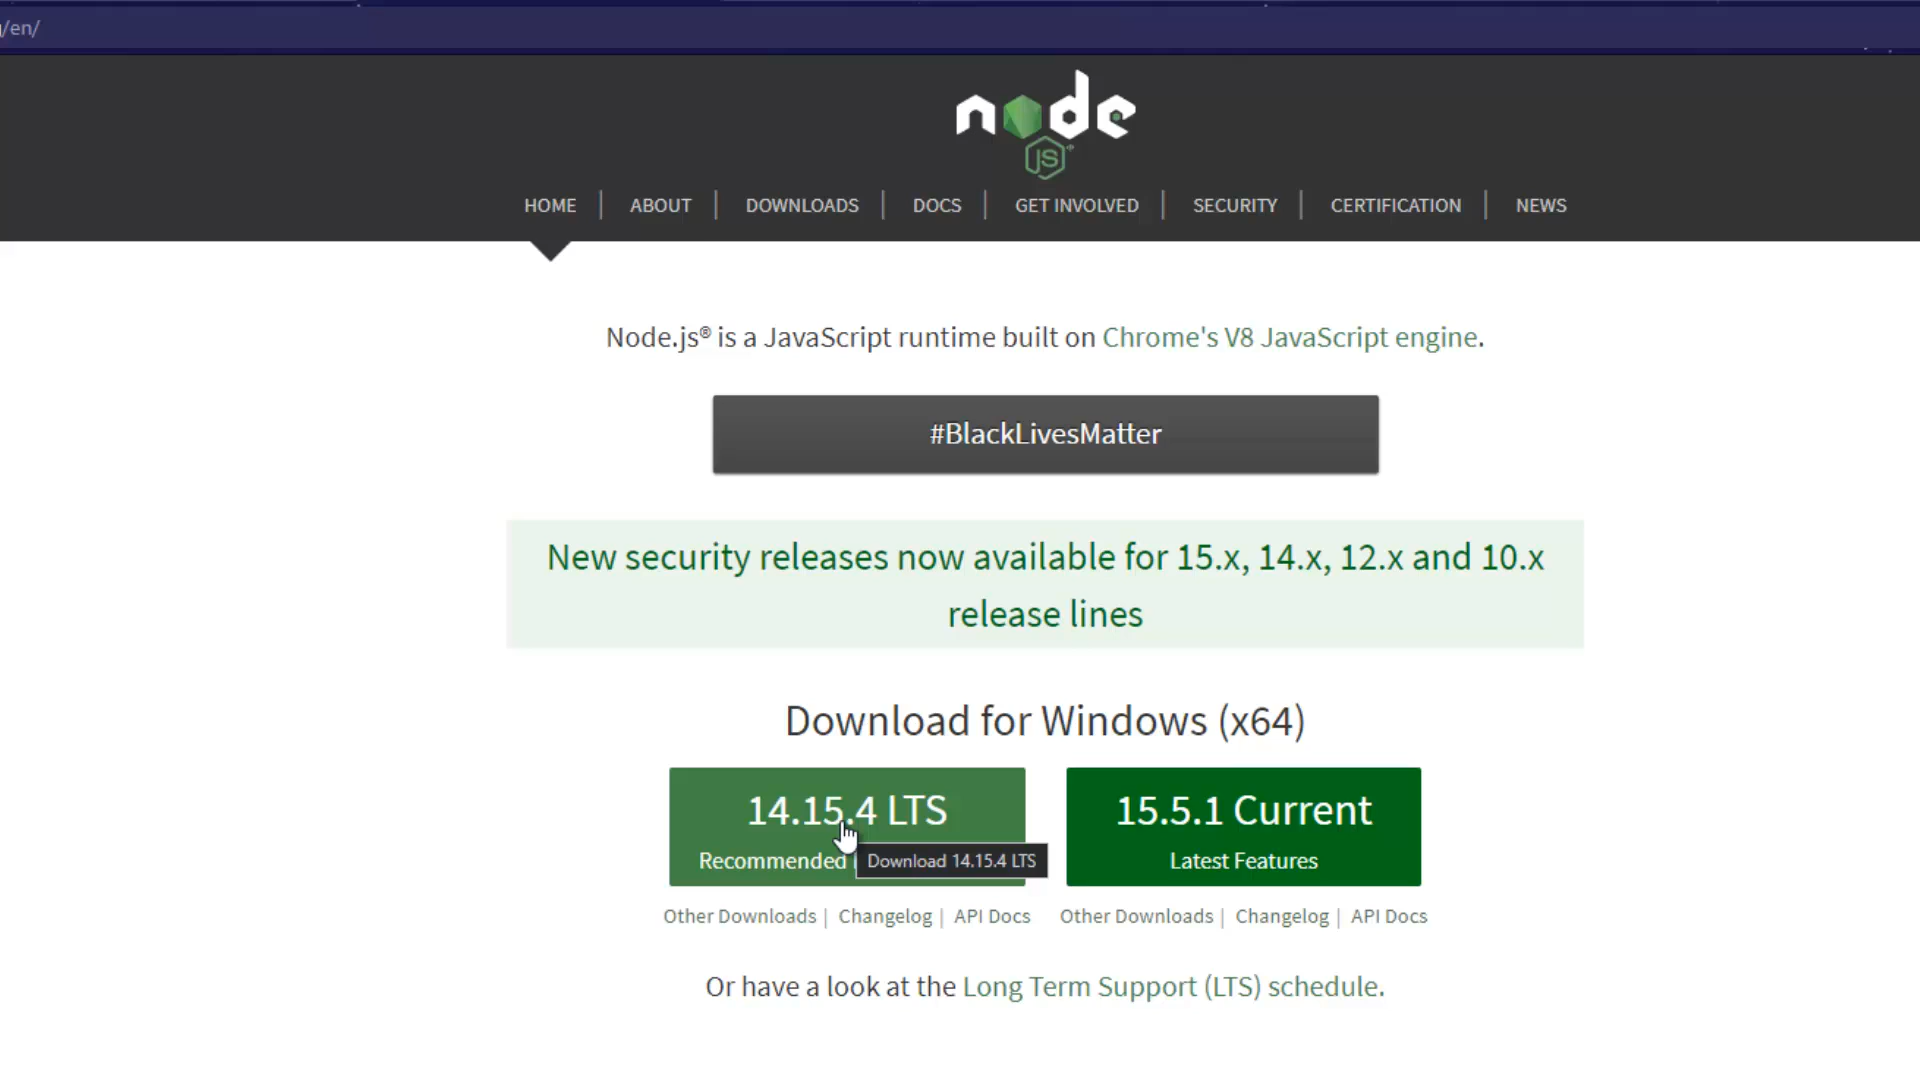 /en/
node
JS
HOME | ABOUT | DOWNLOADS | DOCS | GET INVOLVED | SECURITY | CERTIFICATION | NEWS
Node.js® is a JavaScript runtime built on Chrome's V8 JavaScript engine.
#BlackLivesMatter
New security releases now available for 15.x, 14.x, 12.x and 10.x
release lines
Download for Windows (x64)
14.15.4 LTS
Recommended
Download 14.15.4 LTS
15.5.1 Current
Latest Features
Other Downloads | Changelog | API Docs
Other Downloads | Changelog | API Docs
Or have a look at the Long Term Support (LTS) schedule.